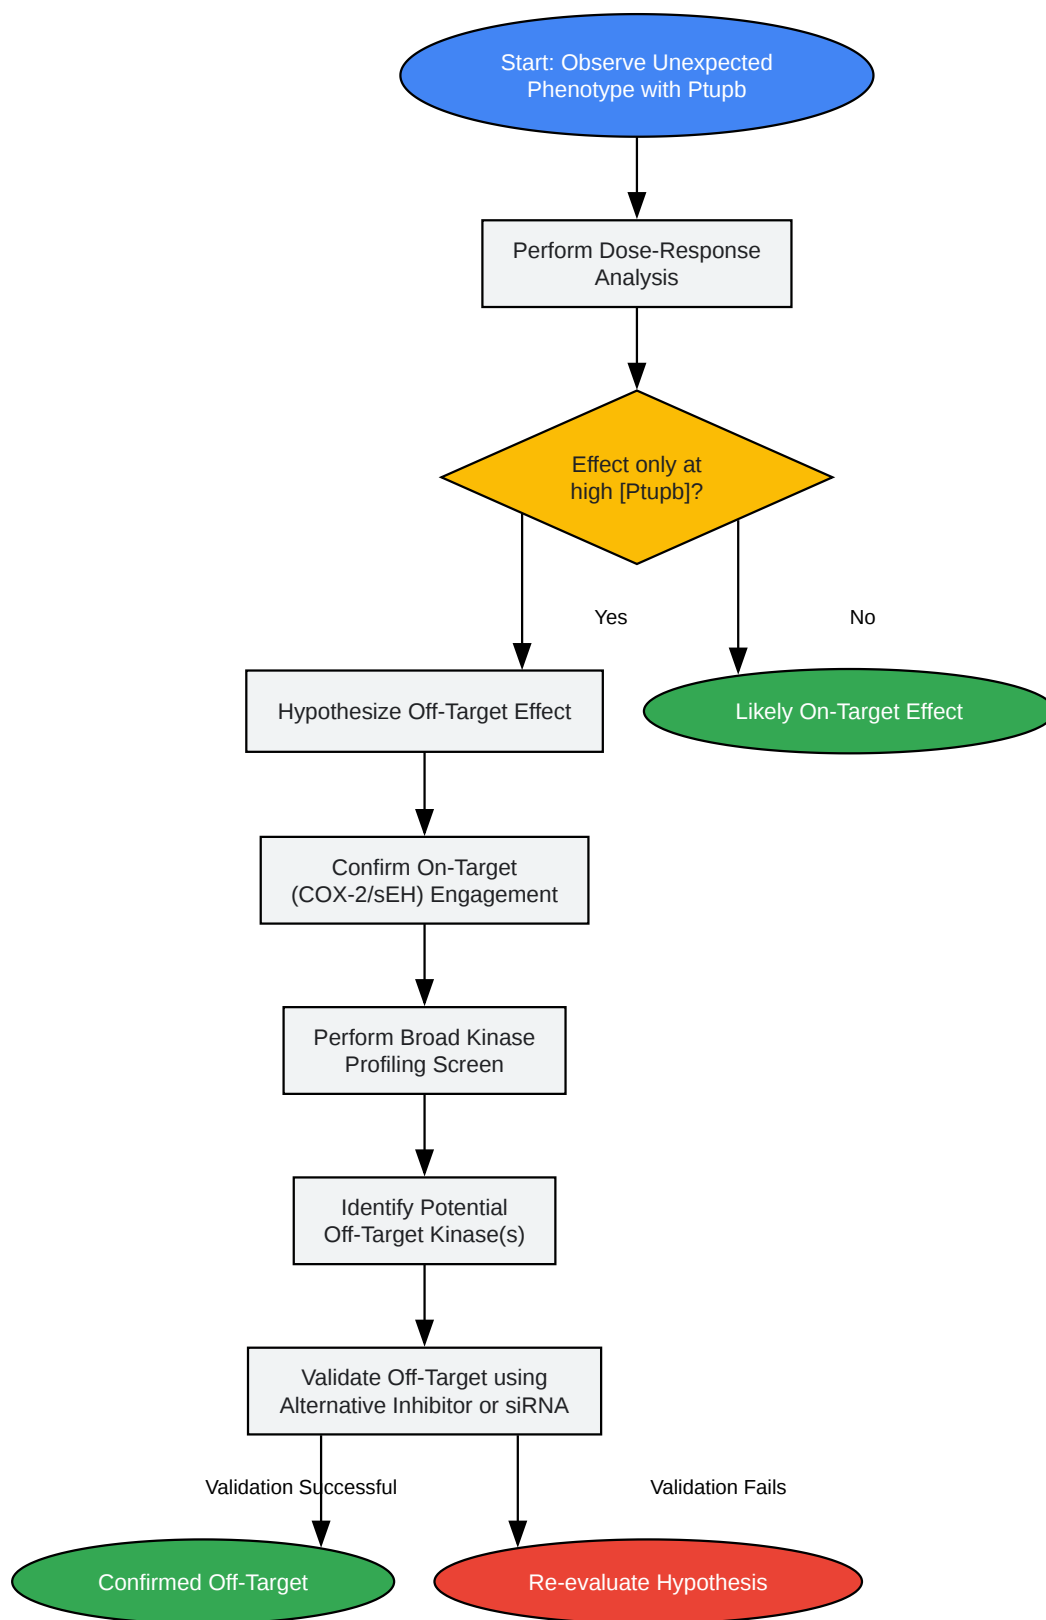 Start: Observe Unexpected
Phenotype with Ptupb
Perform Dose-Response
Analysis
Effect only at
high [Ptupb]?
Yes
No
Hypothesize Off-Target Effect
Likely On-Target Effect
Confirm On-Target
(COX-2/sEH) Engagement
Perform Broad Kinase
Profiling Screen
Identify Potential
Off-Target Kinase(s)
Validate Off-Target using
Alternative Inhibitor or siRNA
Validation Successful
Validation Fails
Confirmed Off-Target
Re-evaluate Hypothesis